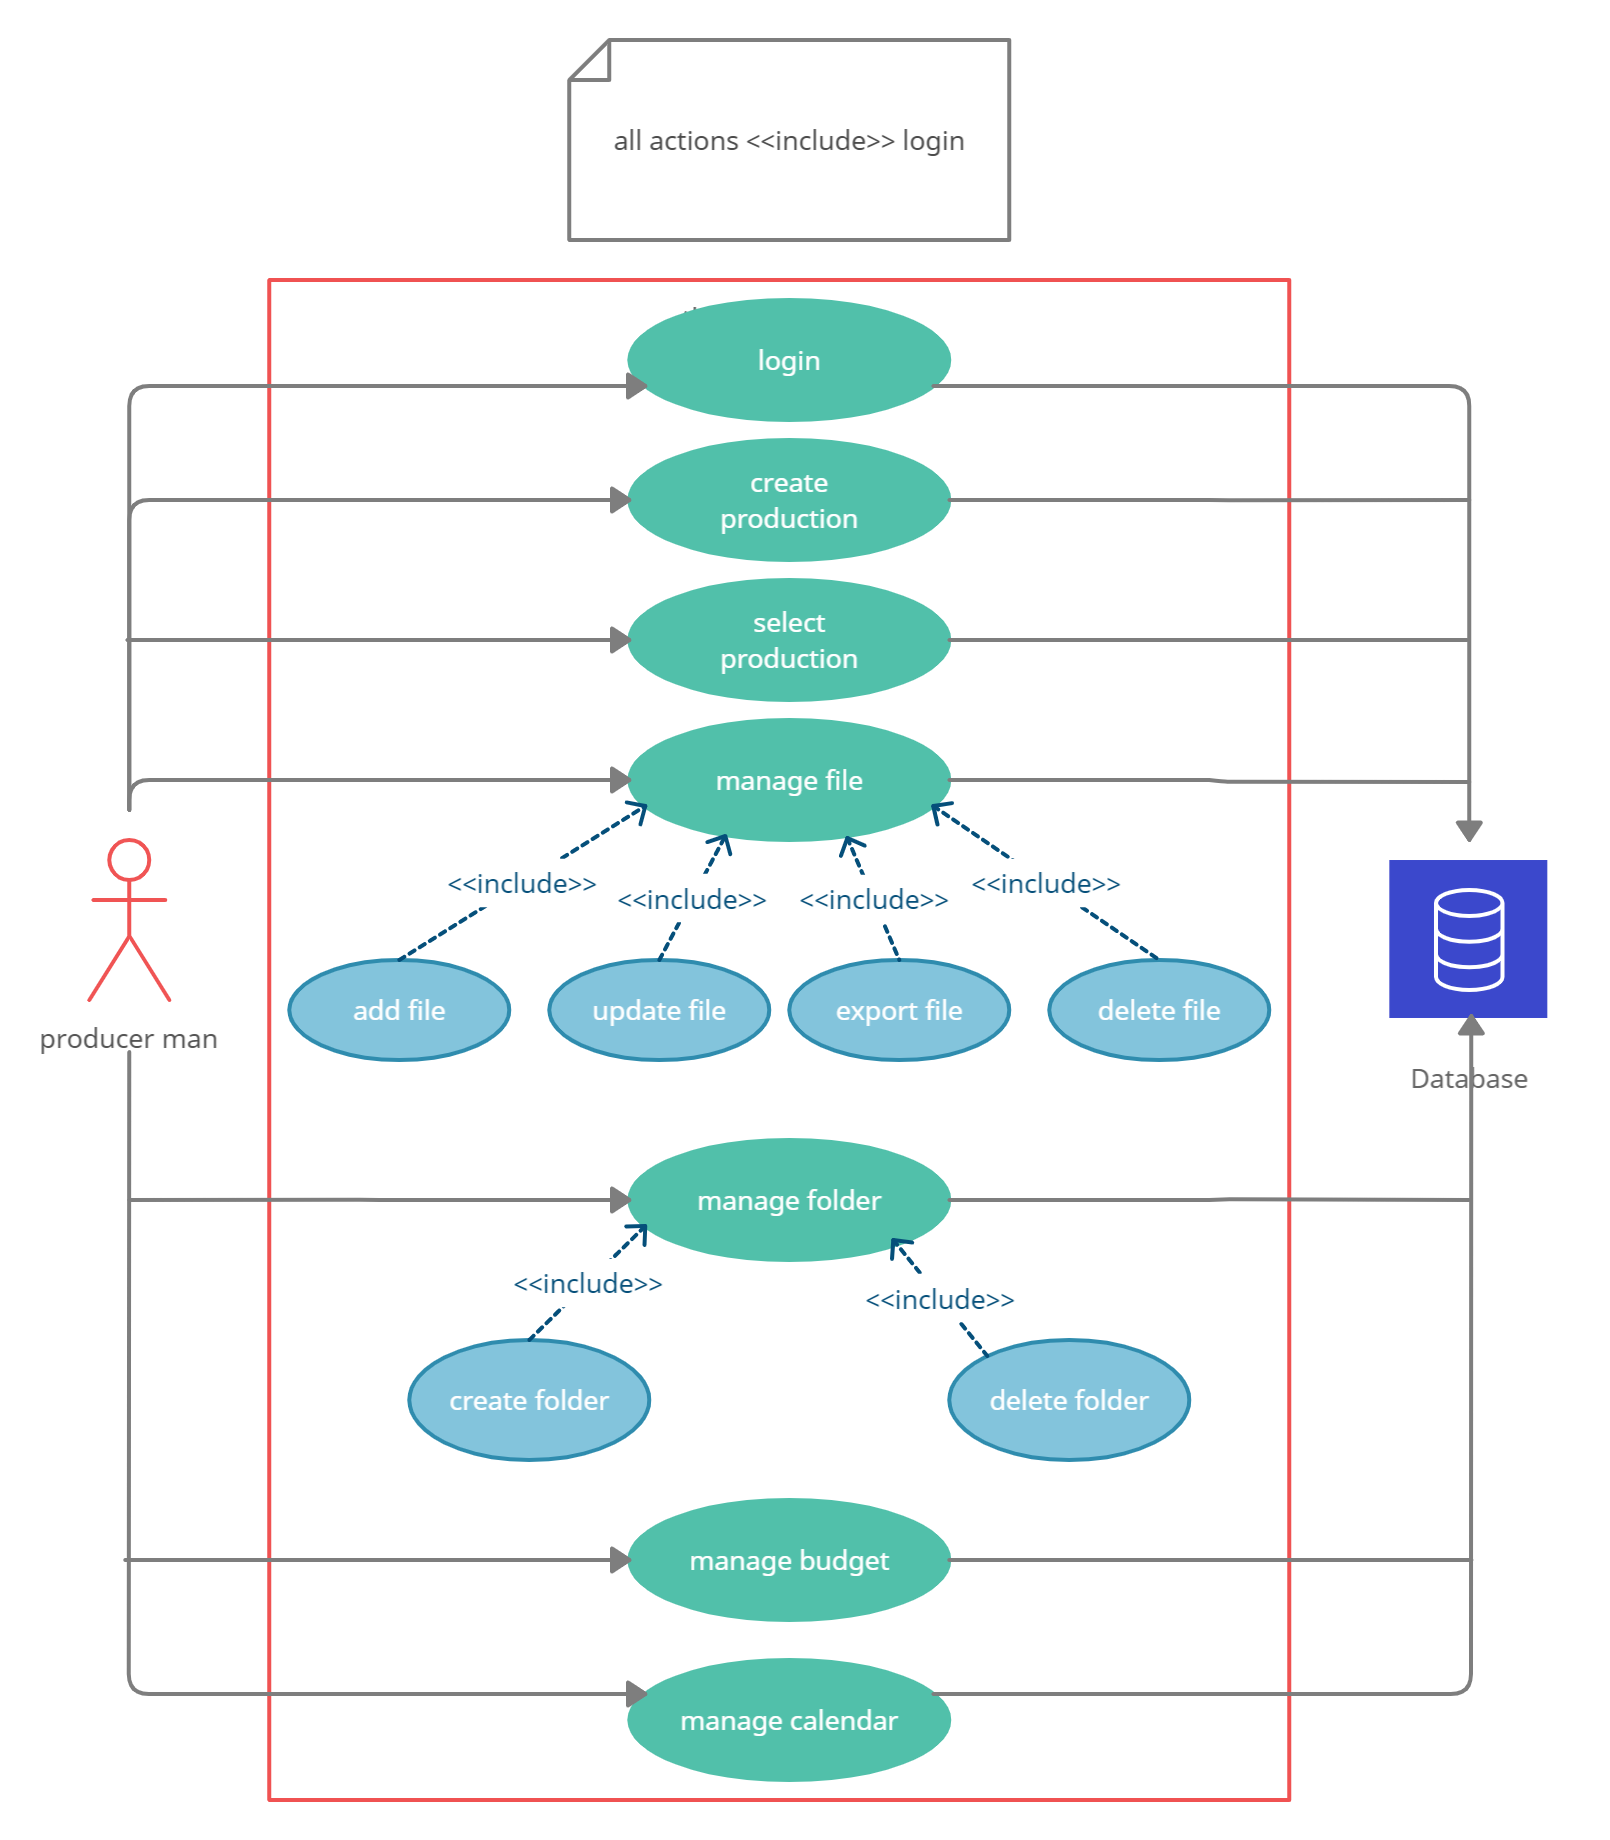 all actions <<include>> login
login
create
production
select
production
manage file
<<include>>
<<include>>
<<include>>
<<include>>
add file
update file
export file
delete file
producer man
Database
manage folder
<<include>>
<<include>>
create folder
delete folder
manage budget
manage calendar